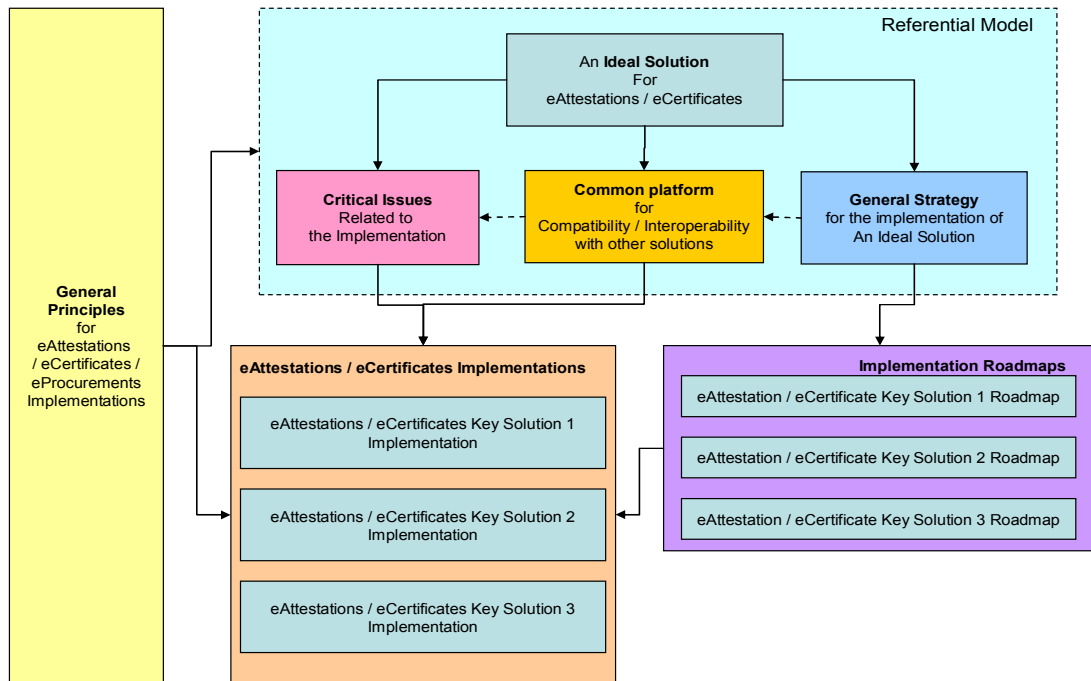 Referential Model
An Ideal Solution
For
eAttestations / eCertificates
Critical Issues
Related to
the Implementation
Common platform
for
Compatibility / Interoperability
with other solutions
General Strategy
for the implementation of
An Ideal Solution
General
Principles
for
eAttestations
/ eCertificates /
eProcurements
Implementations
eAttestations / eCertificates Implementations
eAttestations / eCertificates Key Solution 1
Implementation
eAttestations / eCertificates Key Solution 2
Implementation
eAttestations / eCertificates Key Solution 3
Implementation
Implementation Roadmaps
eAttestation / eCertificate Key Solution 1 Roadmap
eAttestation / eCertificate Key Solution 2 Roadmap
eAttestation / eCertificate Key Solution 3 Roadmap